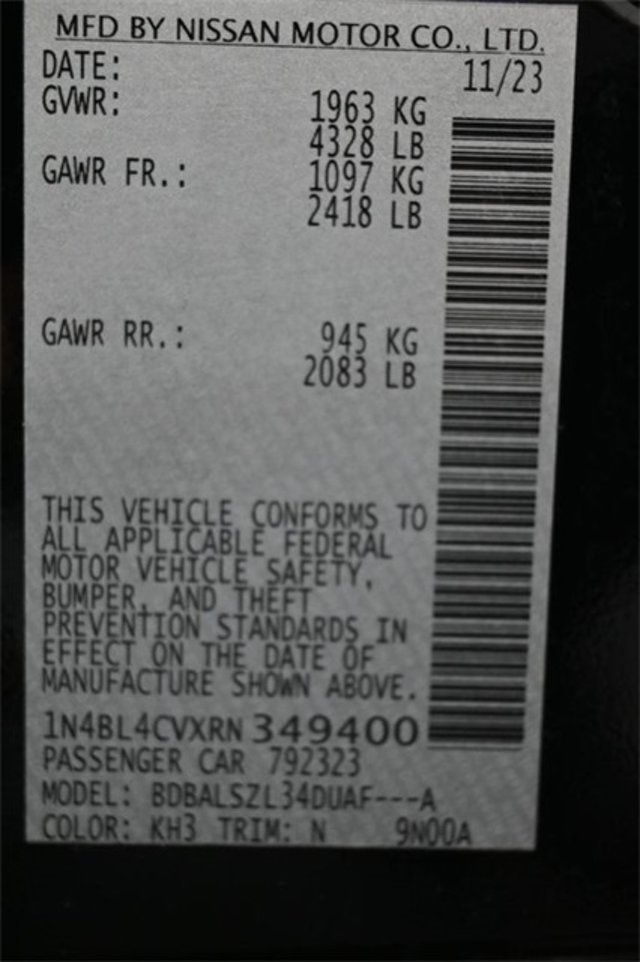 MFD BY NISSAN MOTOR CO., LTD.
DATE: 11/23
GVWR: 1963 KG
4328 LB
GAWR FR.: 1097 KG
2418 LB
GAWR RR.: 945 KG
2083 LB
THIS VEHICLE CONFORMS TO
ALL APPLICABLE FEDERAL
MOTOR VEHICLE SAFETY,
BUMPER, AND THEFT
PREVENTION STANDARDS IN
EFFECT ON THE DATE OF
MANUFACTURE SHOWN ABOVE.
1N4BL4CVXRN 349400
PASSENGER CAR 792323
MODEL: BDBALSZL34DUAF---A
COLOR: KH3 TRIM: N 9N00A